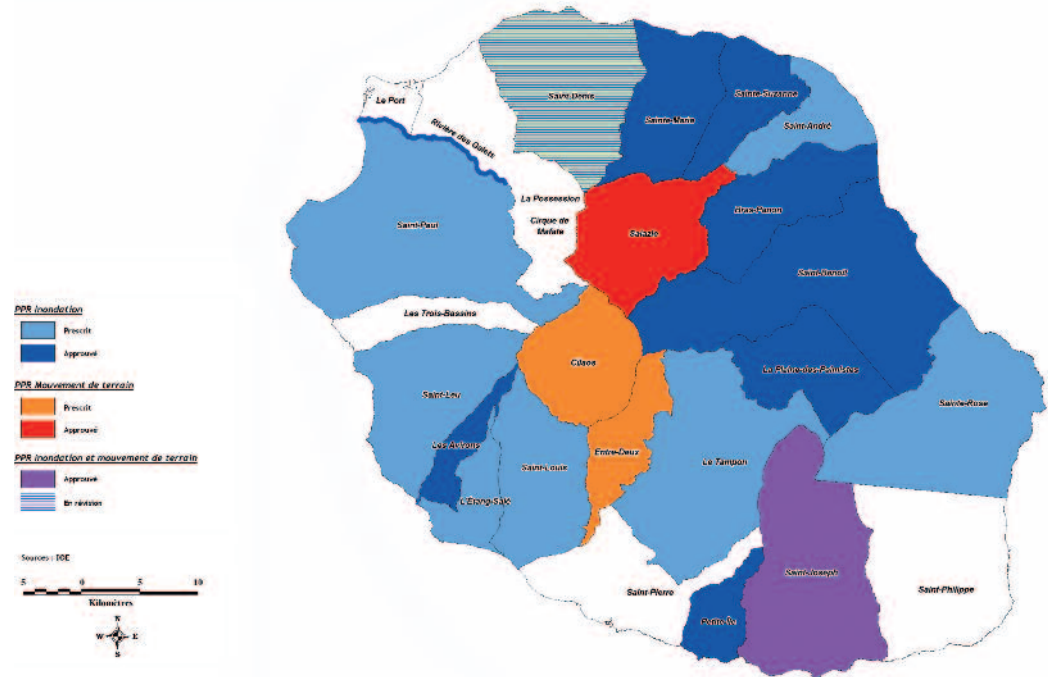 Saint-Denis
Sainte-Suzanne
Le Port
Sainte-Marie
Saint-André
Rivière des Galets
La Possession
Bras-Panon
Cirque de
Mafate
Saint-Paul
Salazie
Saint-Benoit
PPR Inondation
Prescrit
Approuvé
PPR Mouvement de terrain
Prescrit
Approuvé
PPR Inondation et mouvement de terrain
Approuvé
En révision
Les Trois-Bassins
Cilaos
La Plaine-des-Palmistes
Saint-Leu
Sainte-Rose
Les Avirons
Entre-Deux
Le Tampon
Saint-Louis
L'Étang-Salé
Saint-Joseph
Saint-Pierre
Saint-Philippe
Petite-Île
Sources : DDE
5 0 5 10
Kilomètres
N
W E
S